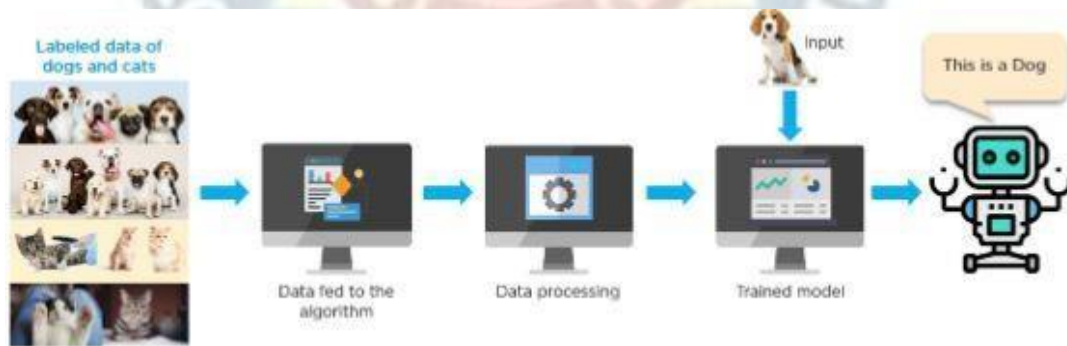 Labeled data of
dogs and cats
Input
This is a Dog
Data fed to the
algorithm
Data processing
Trained model